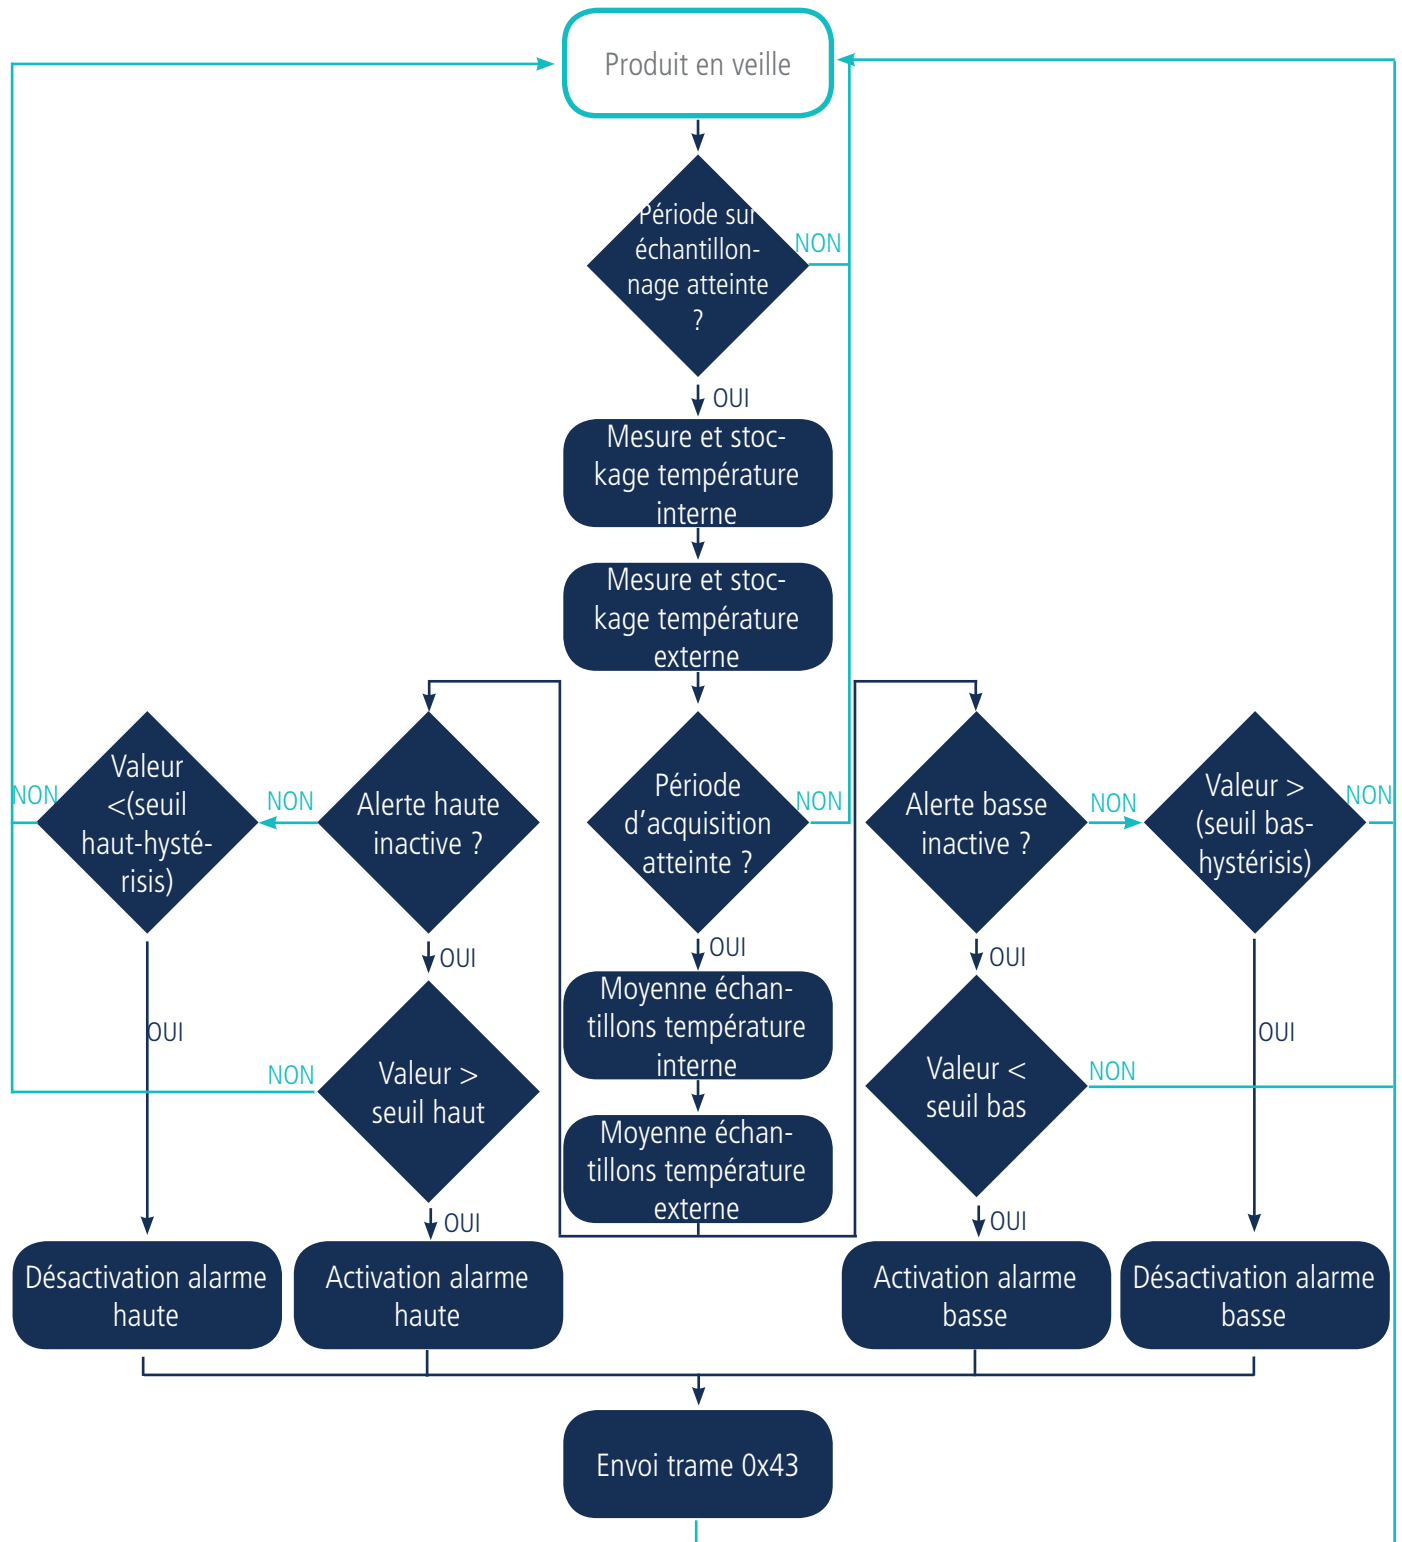 Produit en veille
Période sur
échantillon-
nage atteinte
?
NON
OUI
Mesure et stoc-
kage température
interne
Mesure et stoc-
kage température
externe
Valeur
<(seuil
haut-hysté-
risis)
NON
NON
Alerte haute
inactive ?
Période
d'acquisition
atteinte ?
NON
Alerte basse
inactive ?
NON
Valeur >
(seuil bas-
hystérisis)
NON
OUI
OUI
OUI
OUI
Moyenne échan-
tillons température
interne
OUI
NON
Valeur >
seuil haut
Valeur <
seuil bas
NON
Moyenne échan-
tillons température
externe
OUI
OUI
Désactivation alarme
haute
Activation alarme
haute
Activation alarme
basse
Désactivation alarme
basse
Envoi trame 0x43